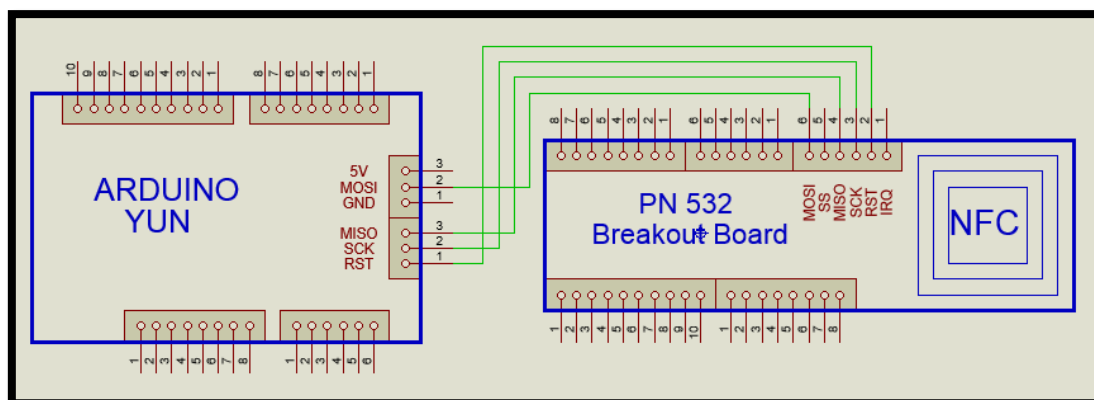 10 9 8 7 6 5 4 3 2 1
8 7 6 5 4 3 2 1
8 7 6 5 4 3 2 1
6 5 4 3 2 1
6 5 4 3 2 1
5V 3
MOSI 2
GND 1
MISO 3
SCK 2
RST 1
ARDUINO
YUN
PN 532
Breakout Board
MOSI
SS
MISO
SCK
RST
IRQ
NFC
1 2 3 4 5 6 7 8
1 2 3 4 5 6
1 2 3 4 5 6 7 8 9 10
1 2 3 4 5 6 7 8